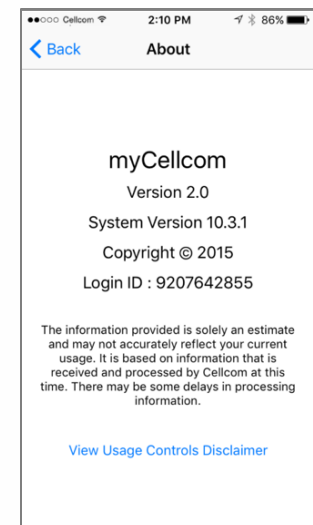 ●●○○○ Cellcom 2:10 PM 86%
Back About
myCellcom
Version 2.0
System Version 10.3.1
Copyright © 2015
Login ID : 9207642855
The information provided is solely an estimate
and may not accurately reflect your current
usage. It is based on information that is
received and processed by Cellcom at this
time. There may be some delays in processing
information.
View Usage Controls Disclaimer